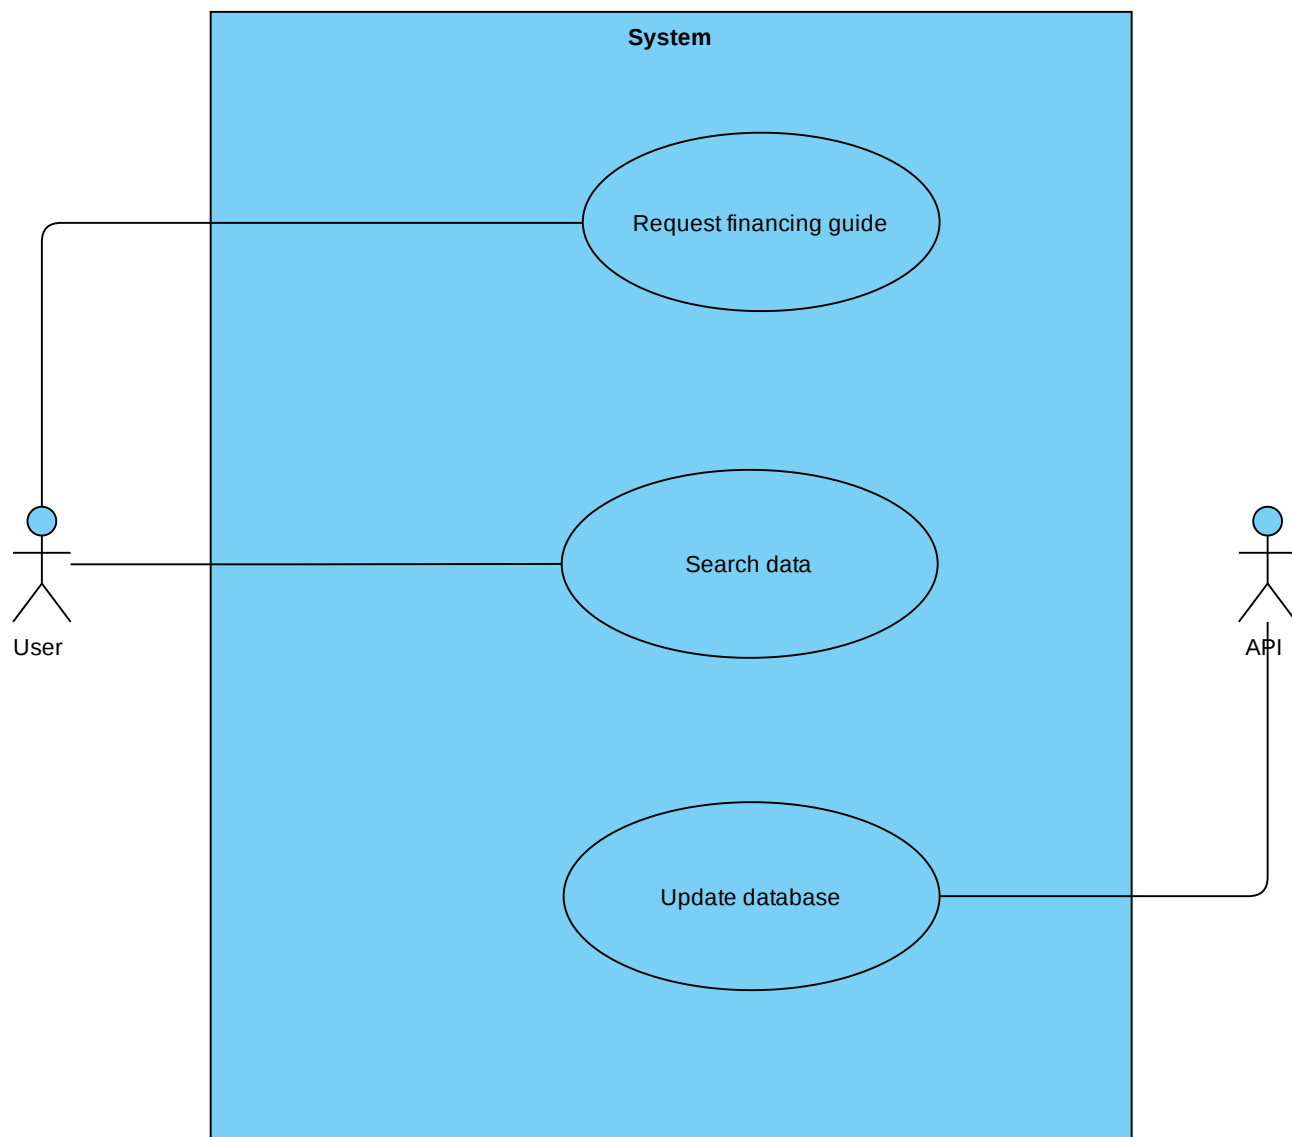 System
Request financing guide
Search data
User
API
Update database